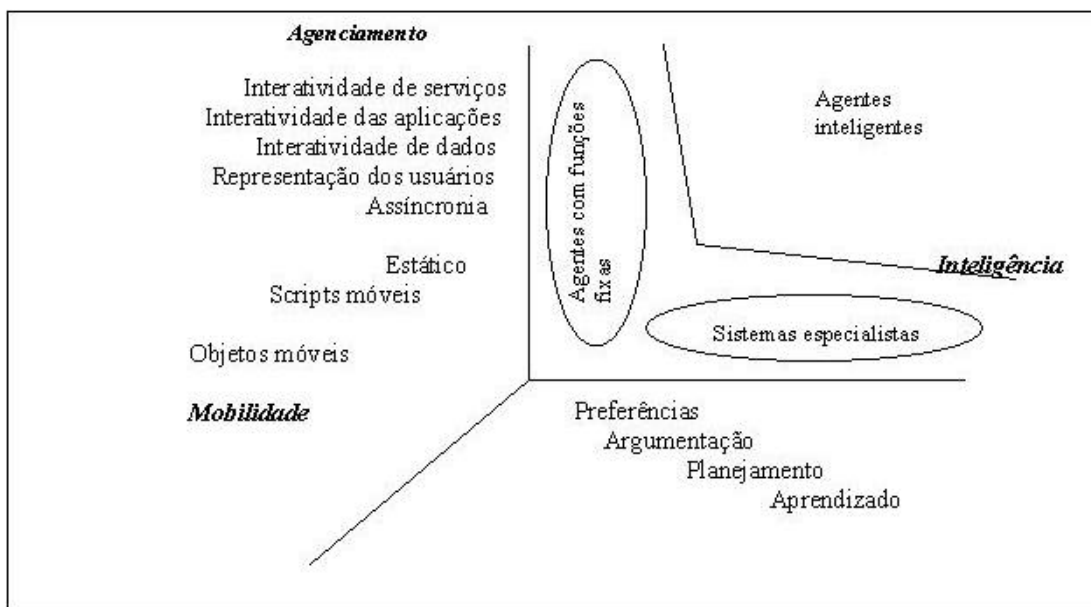 Agenciamento
Interatividade de serviços
Interatividade das aplicações
Interatividade de dados
Representação dos usuários
Assíncronia
Estático
Scripts móveis
Objetos móveis
Mobilidade
Agentes com funções
fixas
Agentes
inteligentes
Inteligência
Sistemas especialistas
Preferências
Argumentação
Planejamento
Aprendizado